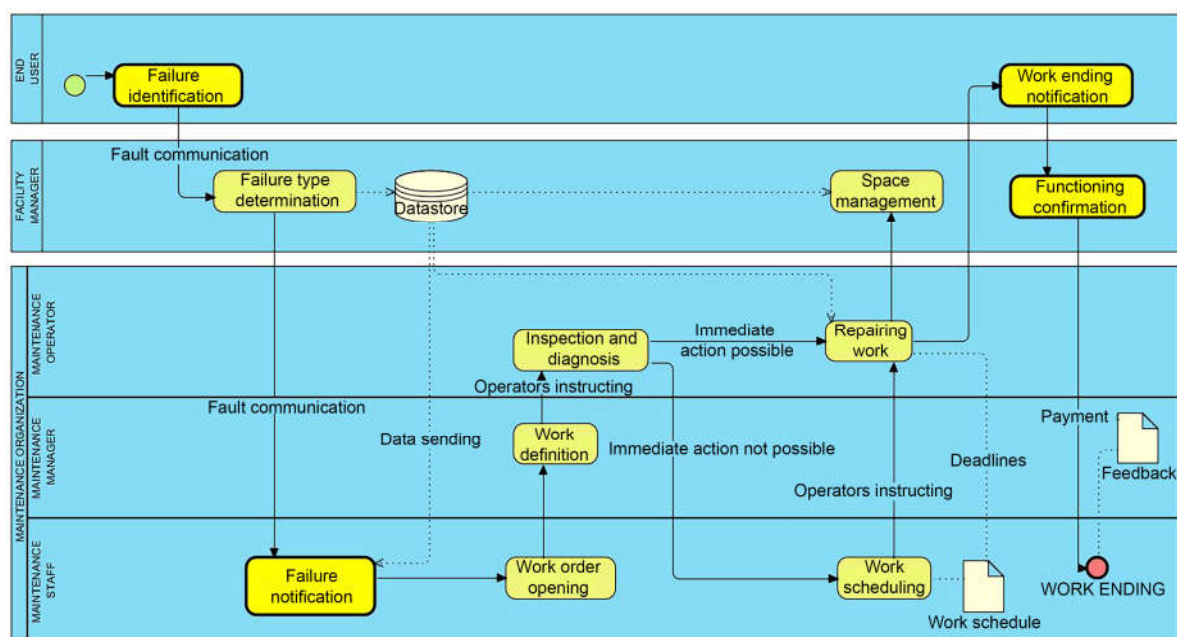 END
USER
Failure
identification
Work ending
notification
FACILITY
MANAGER
Fault communication
Failure type
determination
Datastore
Space
management
Functioning
confirmation
MAINTENANCE ORGANIZATION
MAINTENANCE
OPERATOR
Inspection and
diagnosis
Immediate
action possible
Repairing
work
Operators instructing
MAINTENANCE
MANAGER
Fault communication
Data sending
Work
definition
Immediate action not possible
Operators instructing
Deadlines
Payment
Feedback
MAINTENANCE
STAFF
Failure
notification
Work order
opening
Work
scheduling
Work schedule
WORK ENDING